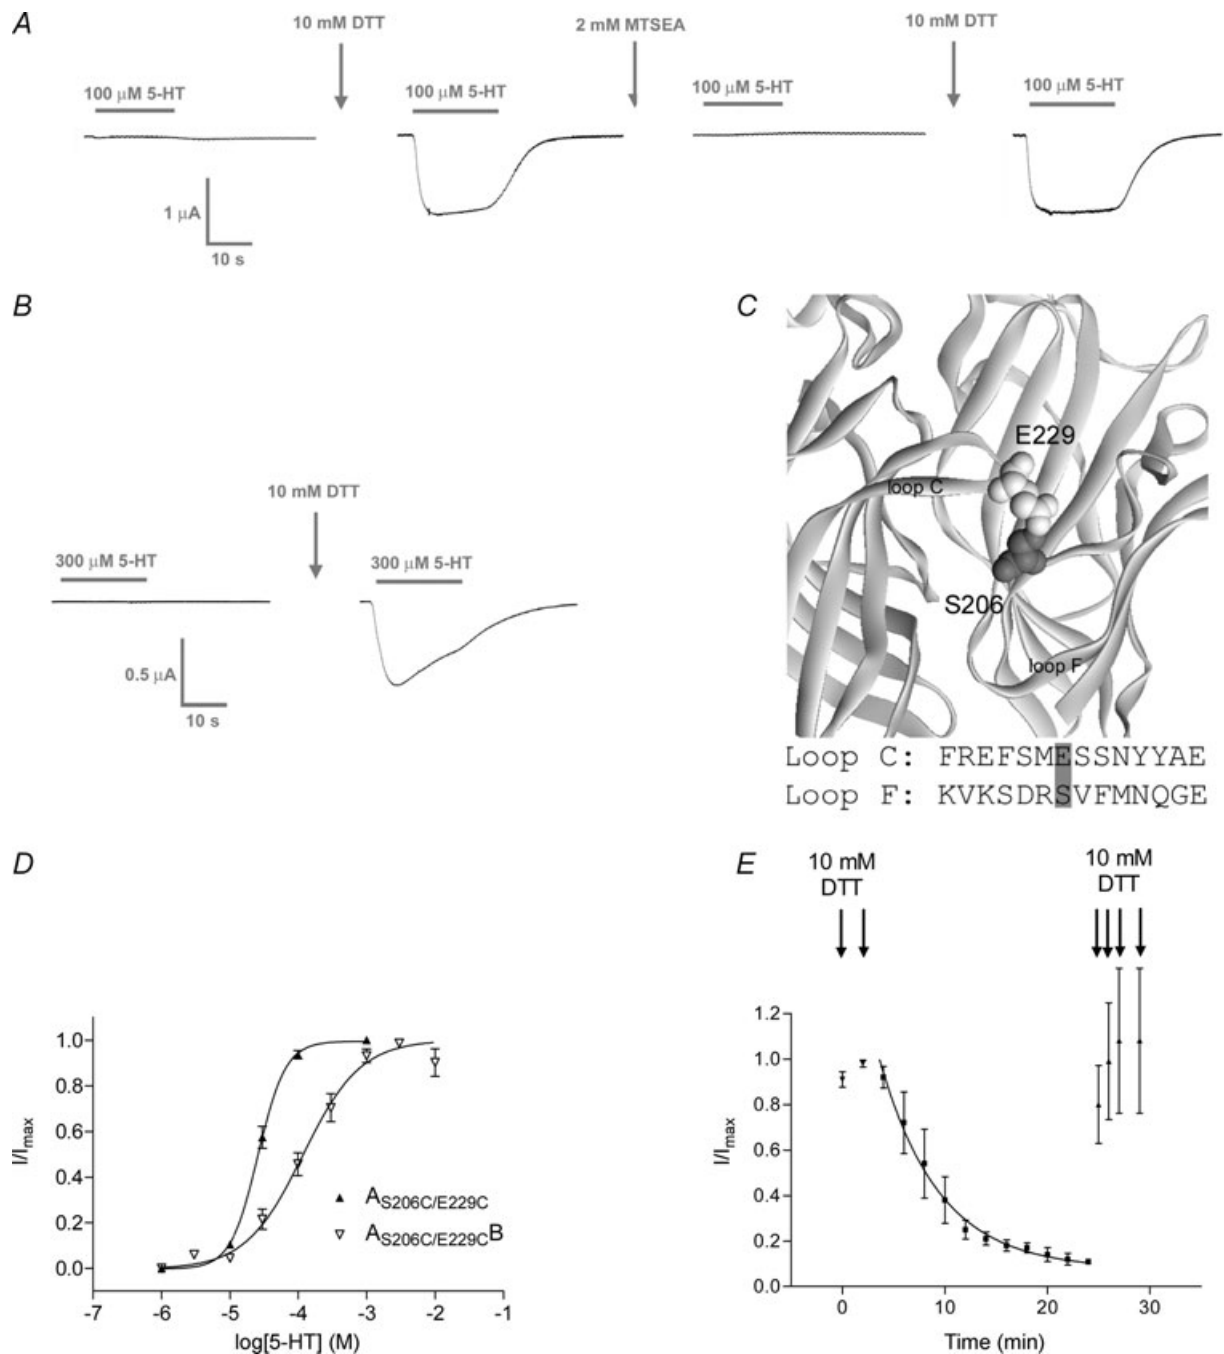 A
10 mM DTT
2 mM MTSEA
10 mM DTT
100 μM 5-HT
100 μM 5-HT
100 μM 5-HT
100 μM 5-HT
1 μA
10 s
B
10 mM DTT
300 μM 5-HT
300 μM 5-HT
0.5 μA
10 s
C
E229
loop C
S206
loop F
Loop C: FREFSMESSNYYAE
Loop F: KVKSDRSVFMNQGE
D
I/Imax
1.0
0.8
0.6
0.4
0.2
0.0
AS206C/E229C
AS206C/E229CB
-7 -6 -5 -4 -3 -2 -1
log[5-HT] (M)
E
10 mM
DTT
10 mM
DTT
I/Imax
1.2
1.0
0.8
0.6
0.4
0.2
0.0
0 10 20 30
Time (min)